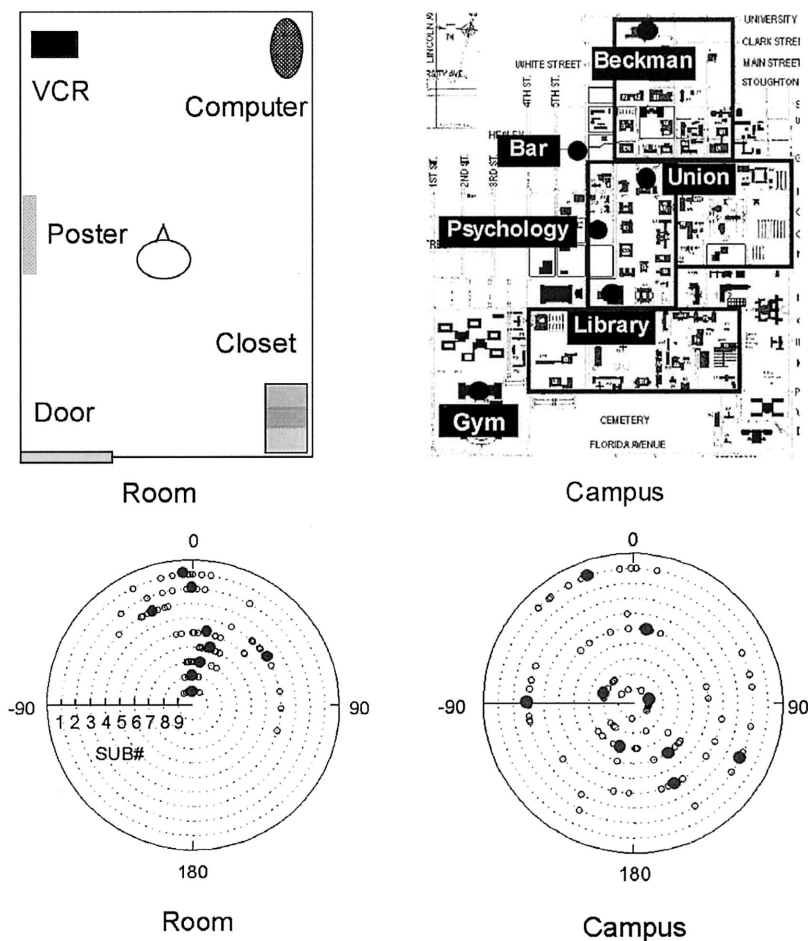 VCR
Computer
Poster
Closet
Door
Room
LINCOLN
UNIVERSITY
CLARK STREET
MAIN STREET
STOUGHTON
WHITE STREET
4TH ST.
5TH ST.
Beckman
Bar
1ST ST.
2ND ST.
3RD ST.
Union
Psychology
Library
Gym
CEMETERY
FLORIDA AVENUE
Campus
0
-90
90
1 2 3 4 5 6 7 8 9
SUB#
180
Room
0
-90
90
180
Campus